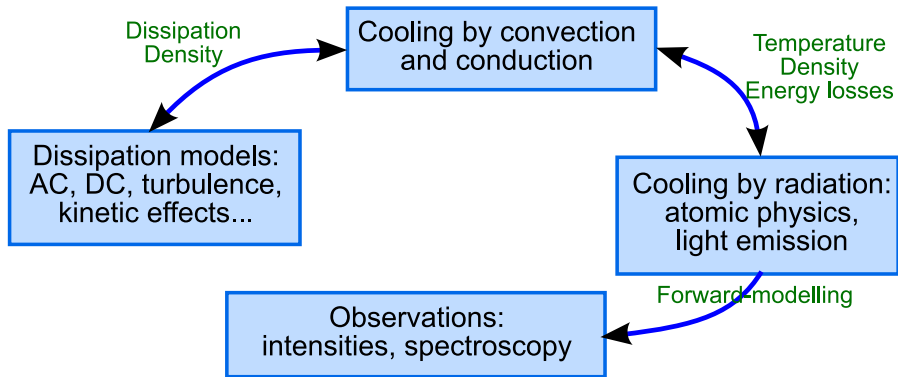 Dissipation
Density
Cooling by convection
and conduction
Temperature
Density
Energy losses
Dissipation models:
AC, DC, turbulence,
kinetic effects...
Cooling by radiation:
atomic physics,
light emission
Forward-modelling
Observations:
intensities, spectroscopy